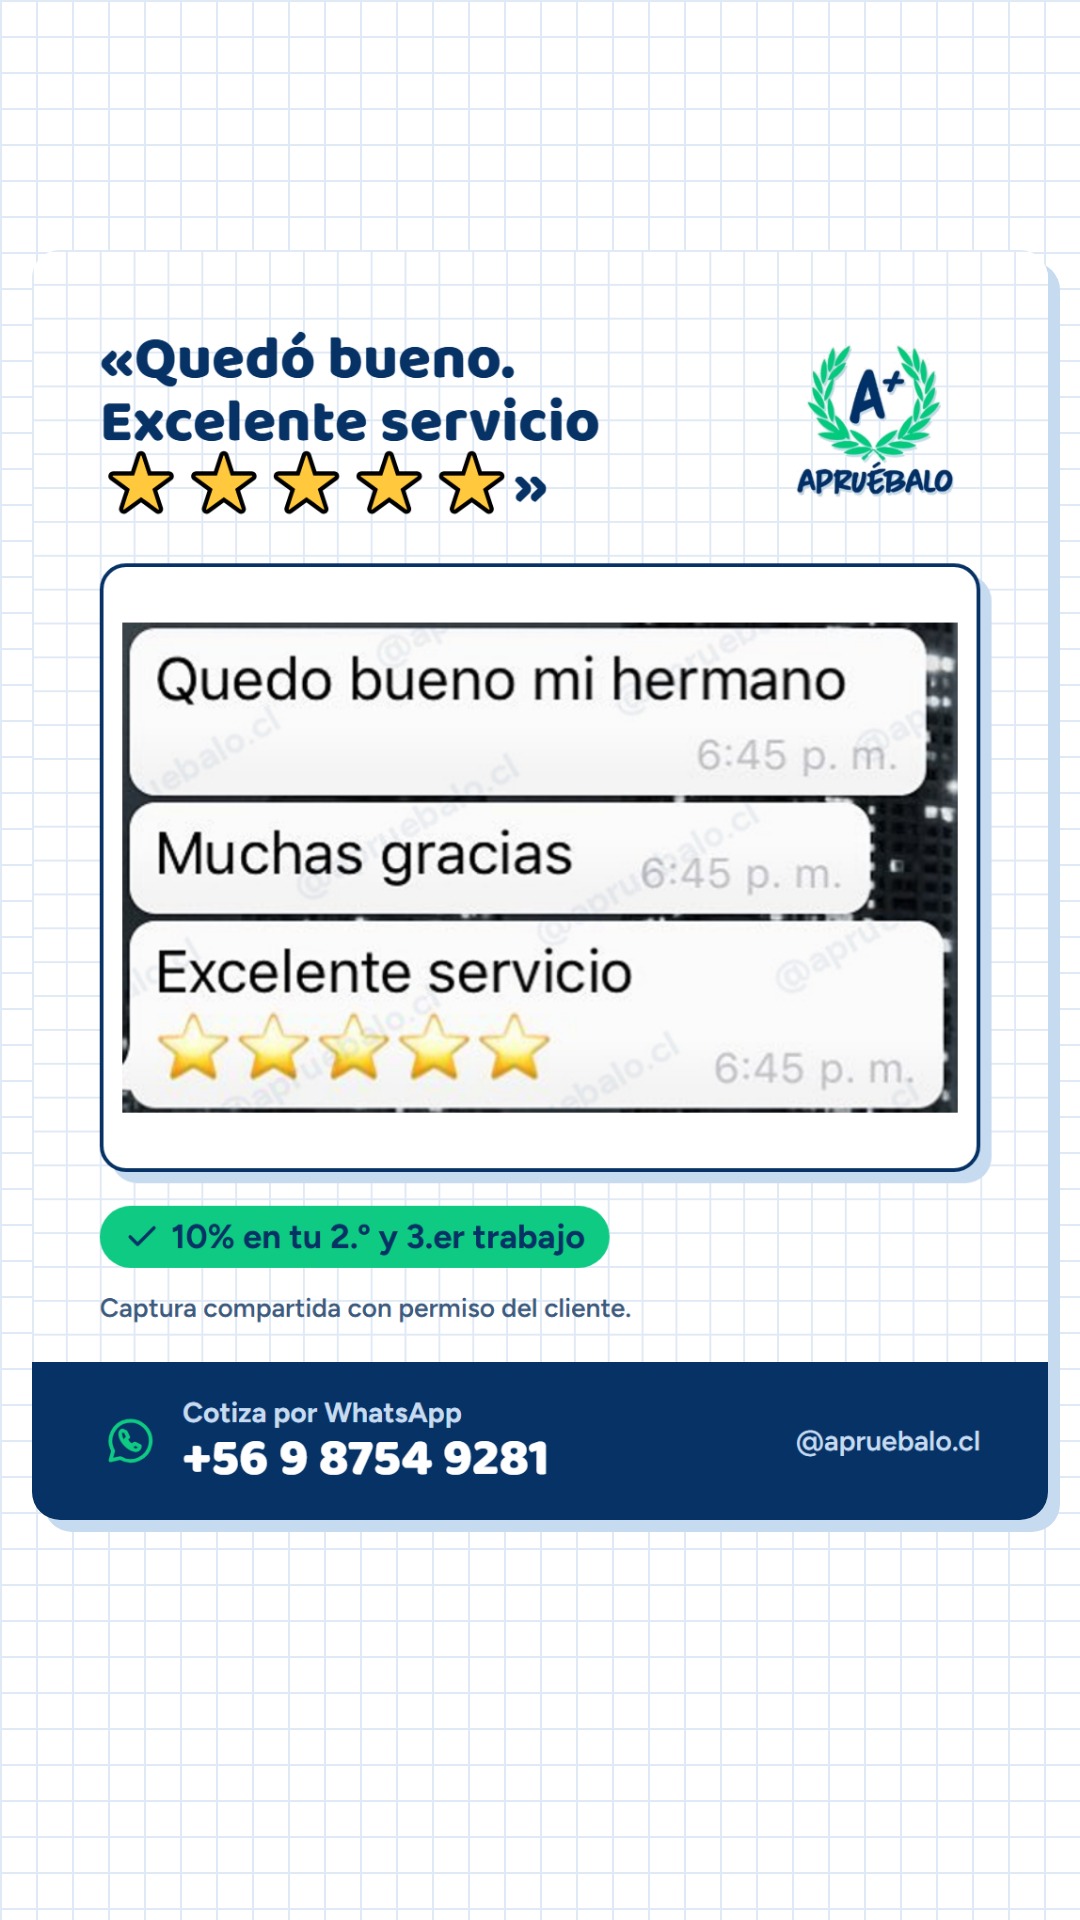 «Quedó bueno.
Excelente servicio
⭐⭐⭐⭐⭐»
A+
APRUÉBALO
Quedo bueno mi hermano
6:45 p. m.
Muchas gracias
6:45 p. m.
Excelente servicio
⭐⭐⭐⭐⭐
6:45 p. m.
@apruebalo.cl
✓ 10% en tu 2.º y 3.er trabajo
Captura compartida con permiso del cliente.
Cotiza por WhatsApp
+56 9 8754 9281
@apruebalo.cl